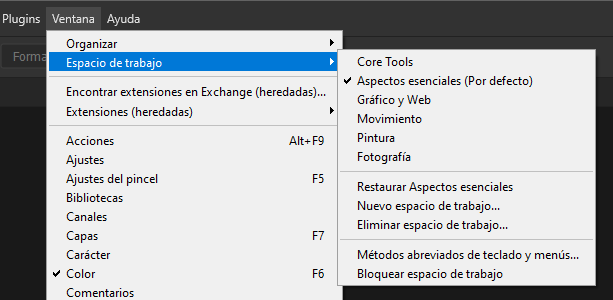 Plugins Ventana Ayuda
Forma
Organizar
Espacio de trabajo
Encontrar extensiones en Exchange (heredadas)...
Extensiones (heredadas)
Acciones Alt+F9
Ajustes
Ajustes del pincel F5
Bibliotecas
Canales
Capas F7
Carácter
Color F6
Comentarios
Core Tools
Aspectos esenciales (Por defecto)
Gráfico y Web
Movimiento
Pintura
Fotografía
Restaurar Aspectos esenciales
Nuevo espacio de trabajo...
Eliminar espacio de trabajo...
Métodos abreviados de teclado y menús...
Bloquear espacio de trabajo